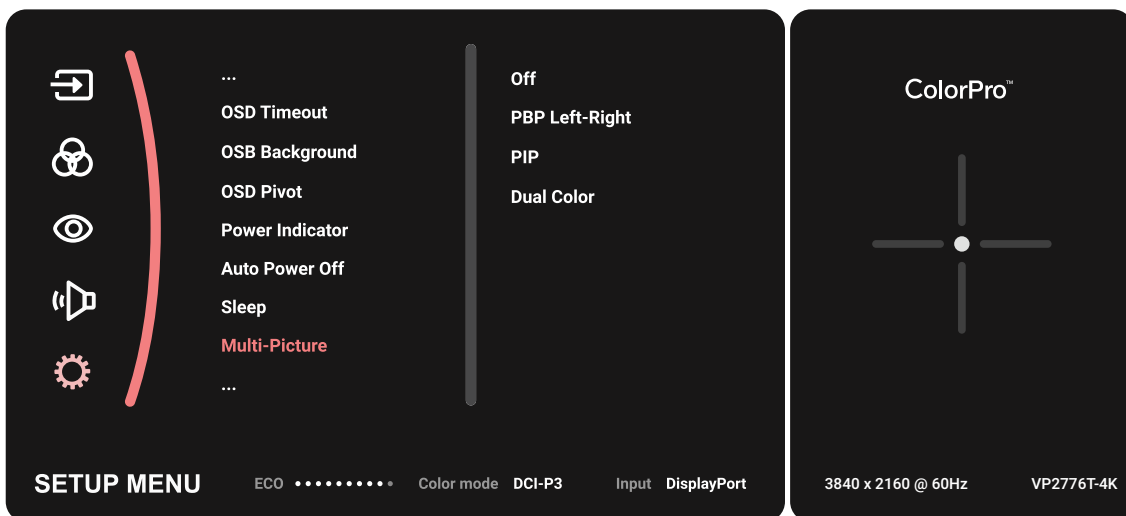 ...
OSD Timeout
OSB Background
OSD Pivot
Power Indicator
Auto Power Off
Sleep
Multi-Picture
...
Off
PBP Left-Right
PIP
Dual Color
ColorPro™
SETUP MENU ECO Color mode DCI-P3 Input DisplayPort
3840 x 2160 @ 60Hz VP2776T-4K